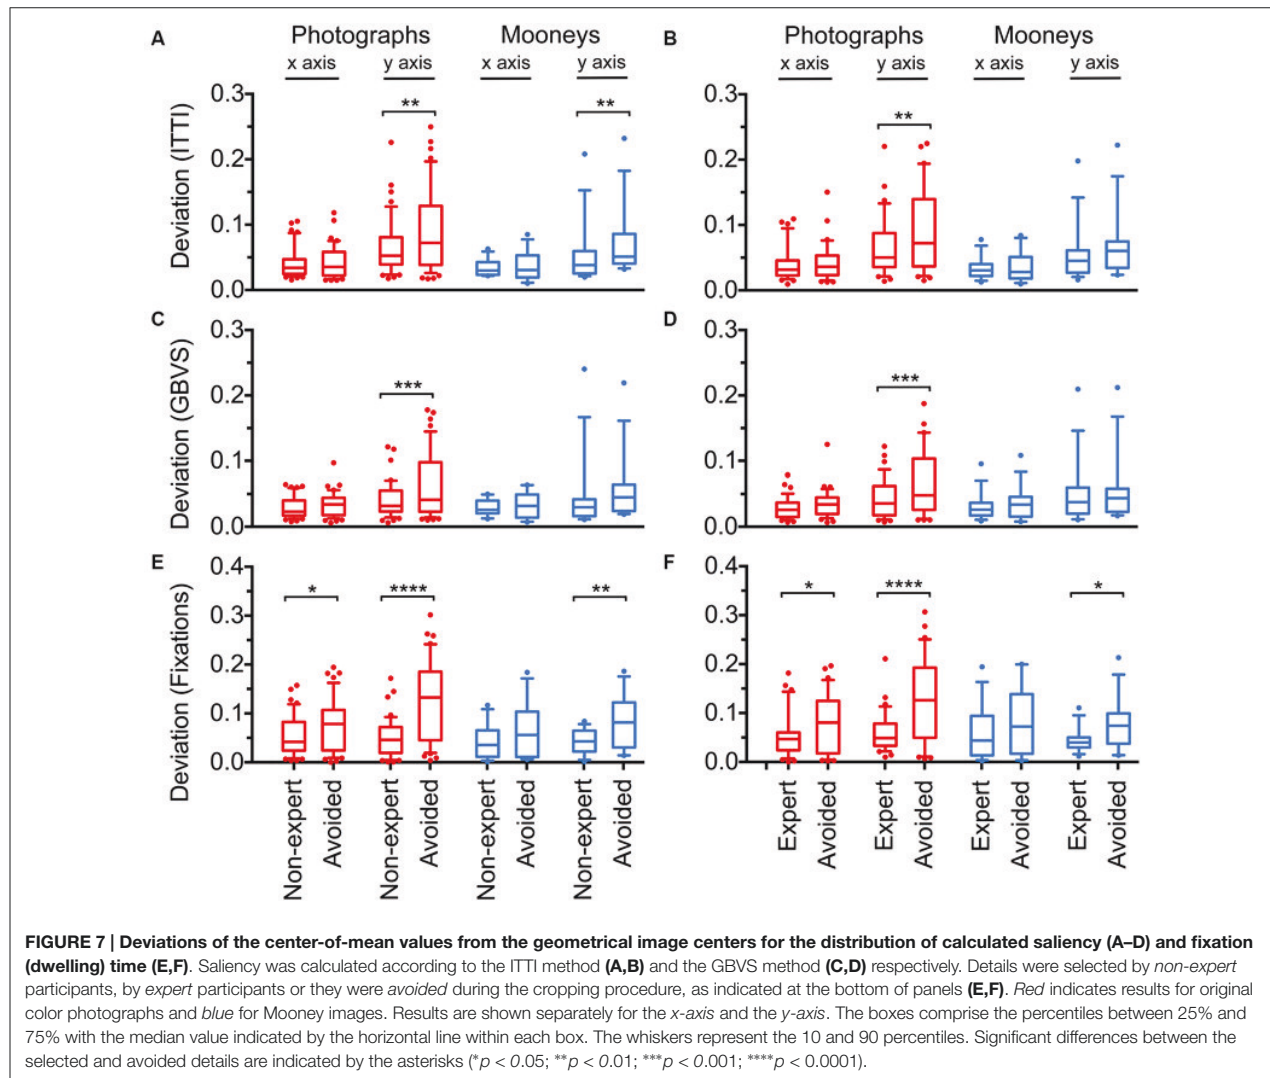 A
Photographs
Mooneys
B
Photographs
Mooneys
x axis
y axis
x axis
y axis
x axis
y axis
x axis
y axis
Deviation (ITTI)
0.3
0.2
0.1
0.0
**
**
0.3
0.2
0.1
0.0
**
C
D
Deviation (GBVS)
0.3
0.2
0.1
0.0
***
0.3
0.2
0.1
0.0
***
E
F
Deviation (Fixations)
0.4
0.3
0.2
0.1
0.0
*
****
**
0.4
0.3
0.2
0.1
0.0
*
****
*
Non-expert
Avoided
Non-expert
Avoided
Non-expert
Avoided
Non-expert
Avoided
Expert
Avoided
Expert
Avoided
Expert
Avoided
Expert
Avoided
FIGURE 7 | Deviations of the center-of-mean values from the geometrical image centers for the distribution of calculated saliency (A–D) and fixation
(dwelling) time (E,F). Saliency was calculated according to the ITTI method (A,B) and the GBVS method (C,D) respectively. Details were selected by non-expert
participants, by expert participants or they were avoided during the cropping procedure, as indicated at the bottom of panels (E,F). Red indicates results for original
color photographs and blue for Mooney images. Results are shown separately for the x-axis and the y-axis. The boxes comprise the percentiles between 25% and
75% with the median value indicated by the horizontal line within each box. The whiskers represent the 10 and 90 percentiles. Significant differences between the
selected and avoided details are indicated by the asterisks (*p < 0.05; **p < 0.01; ***p < 0.001; ****p < 0.0001).